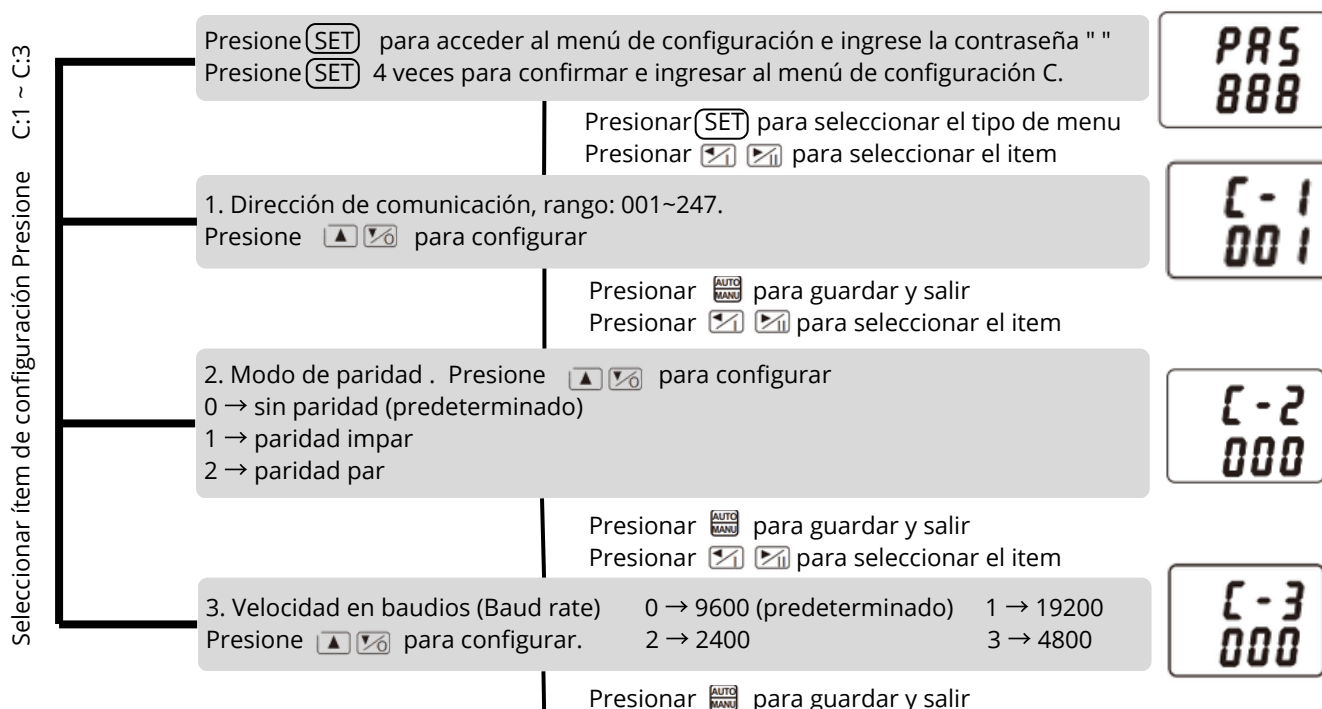 Seleccionar ítem de configuración Presione C:1 ~ C:3
Presione SET para acceder al menú de configuración e ingrese la contraseña " "
Presione SET 4 veces para confirmar e ingresar al menú de configuración C.
PAS
888
Presionar SET para seleccionar el tipo de menu
Presionar ◄/I ►/II para seleccionar el item
1. Dirección de comunicación, rango: 001~247.
Presione ▲ ▼/O para configurar
C-1
001
Presionar AUTO MANU para guardar y salir
Presionar ◄/I ►/II para seleccionar el item
2. Modo de paridad . Presione ▲ ▼/O para configurar
0 → sin paridad (predeterminado)
1 → paridad impar
2 → paridad par
C-2
000
Presionar AUTO MANU para guardar y salir
Presionar ◄/I ►/II para seleccionar el item
3. Velocidad en baudios (Baud rate) 0 → 9600 (predeterminado) 1 → 19200
Presione ▲ ▼/O para configurar. 2 → 2400 3 → 4800
C-3
000
Presionar AUTO MANU para guardar y salir